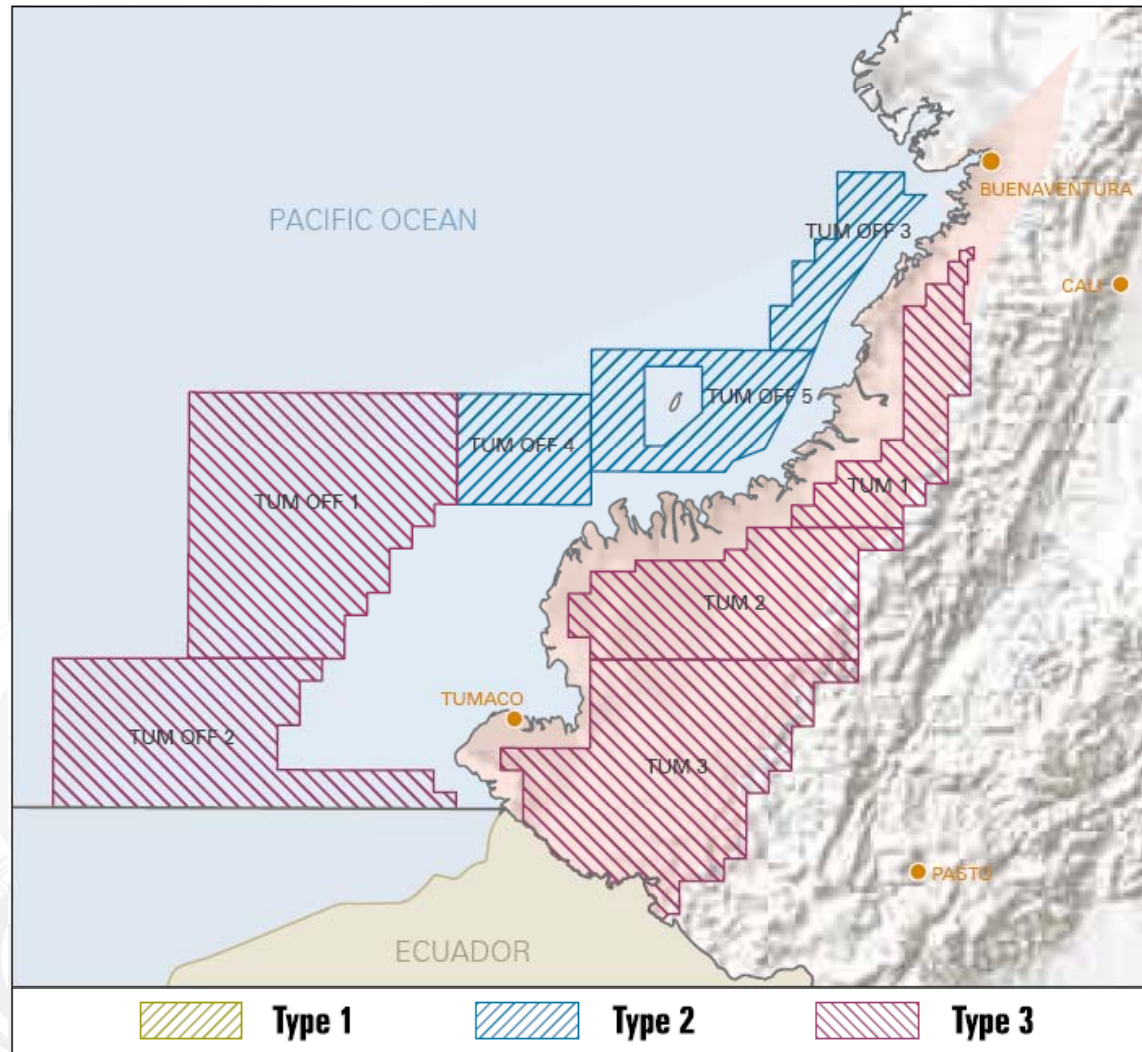 BUENAVENTURA
PACIFIC OCEAN
TUM OFF 3
CALI
TUM OFF 5
TUM OFF 4
TUM 1
TUM OFF 1
TUM 2
TUMACO
TUM OFF 2
TUM 3
PASTO
ECUADOR
Type 1
Type 2
Type 3